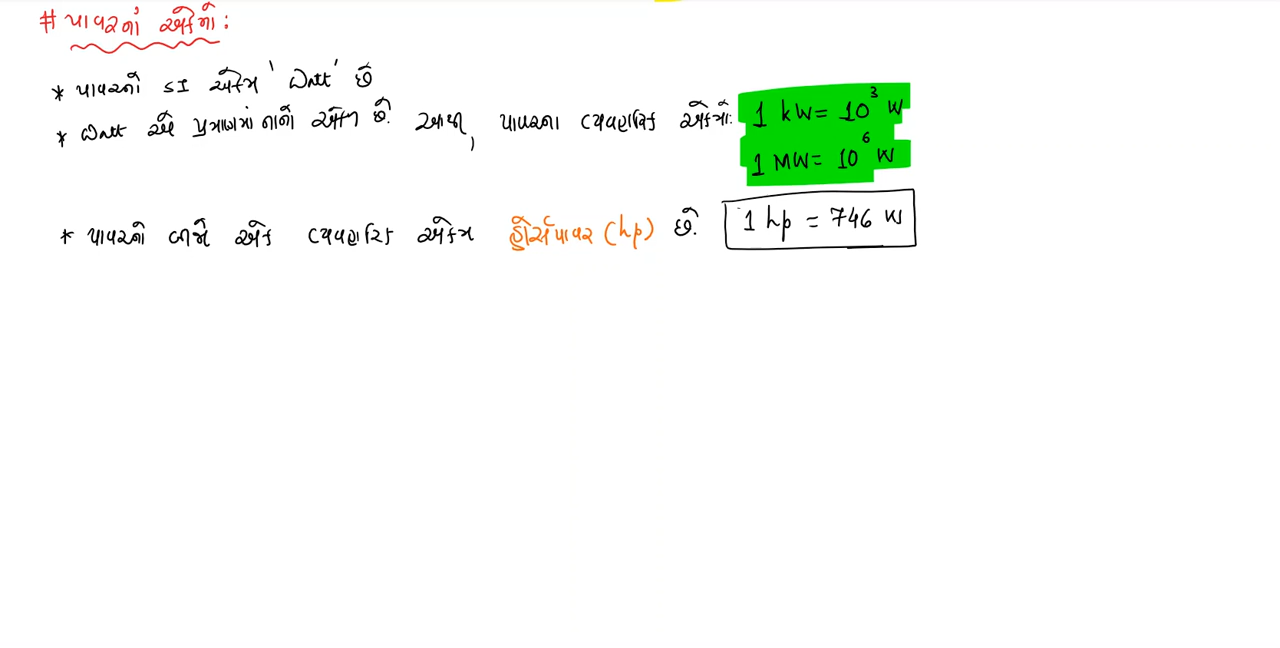 # પાવરનાં એકમો :
* પાવરનો SI એકમ 'Watt' છે
* Watt એ પ્રમાણમાં નાનો એકમ છે. આથી, પાવરના વ્યવહારિક એકમો: 1 kW = 10³ W
1 MW = 10⁶ W
* પાવરનો બીજો એક વ્યવહારિક એકમ હોર્સપાવર (hp) છે. 1 hp = 746 W